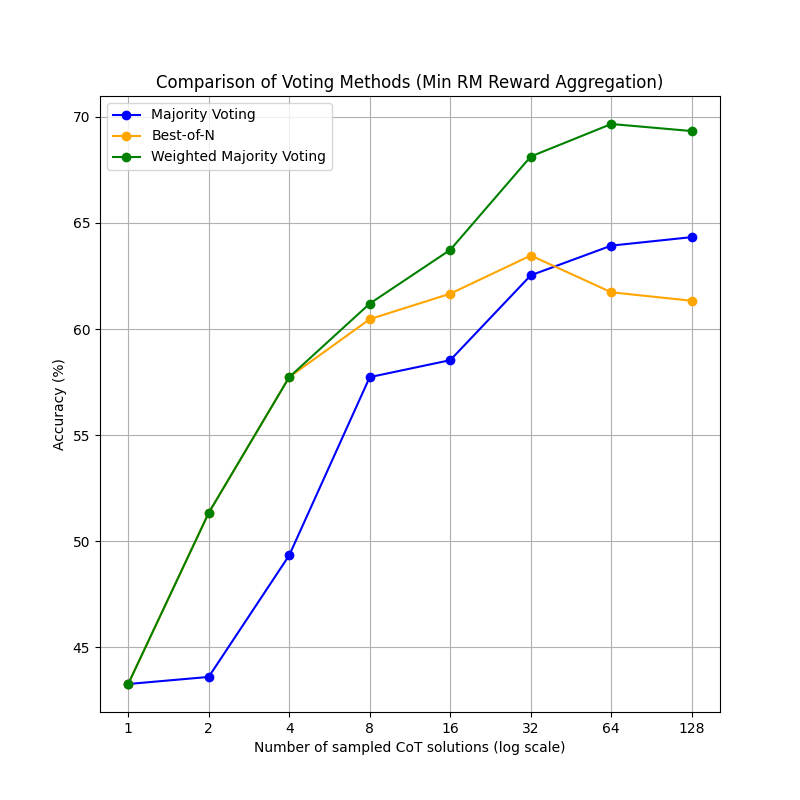 Comparison of Voting Methods (Min RM Reward Aggregation)
Majority Voting
Best-of-N
Weighted Majority Voting
70
65
60
55
50
45
Accuracy (%)
1 2 4 8 16 32 64 128
Number of sampled CoT solutions (log scale)